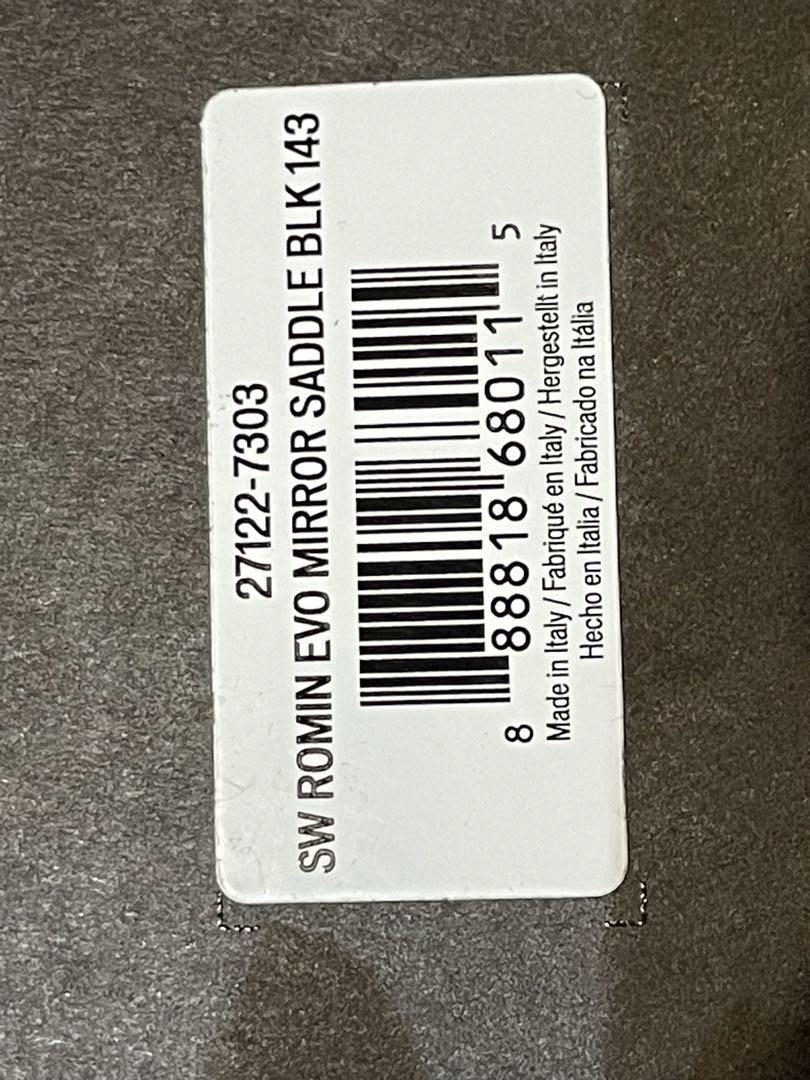 27122-7303
SW ROMIN EVO MIRROR SADDLE BLK 143
8 88818 68011 5
Made in Italy / Fabriqué en Italy / Hergestellt in Italy
Hecho en Italia / Fabricado na Itália